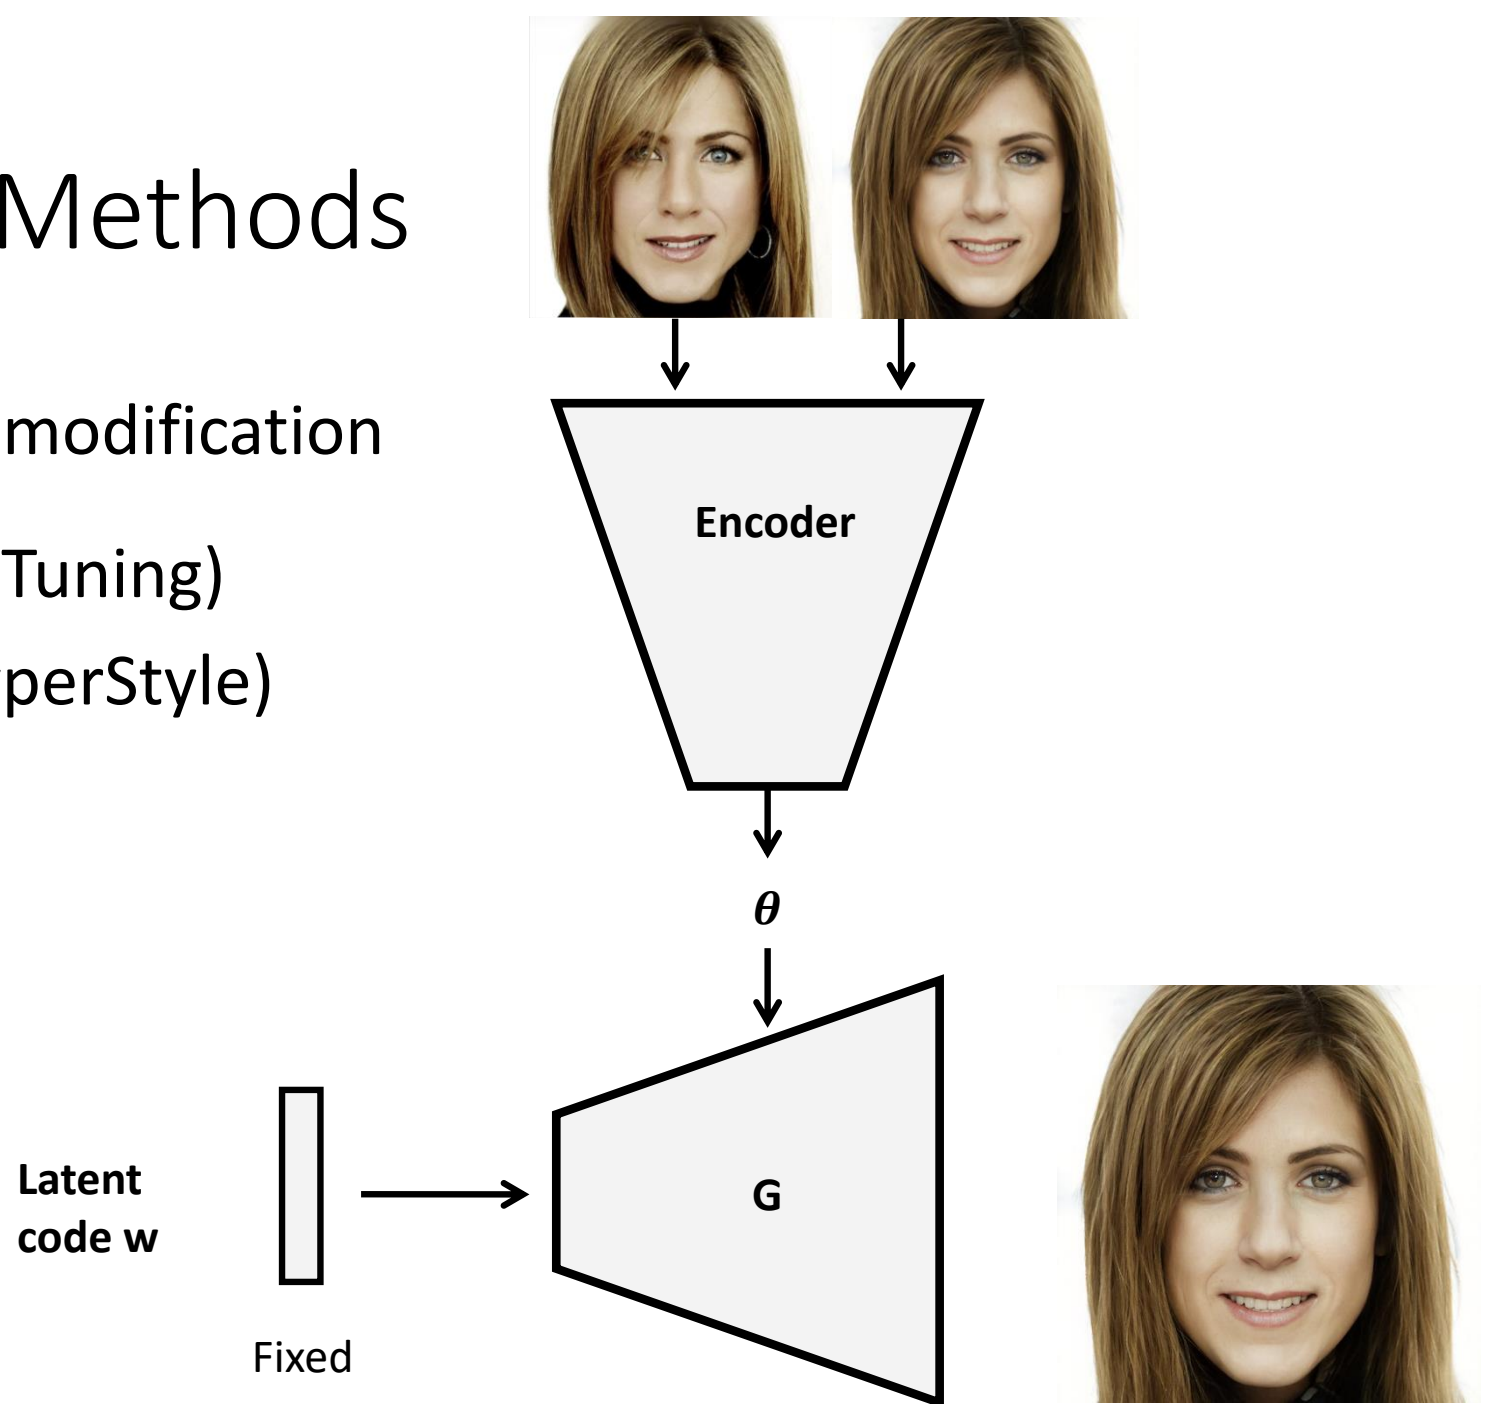 Methods
modification
Tuning)
perStyle)
Encoder
θ
G
Latent
code w
Fixed